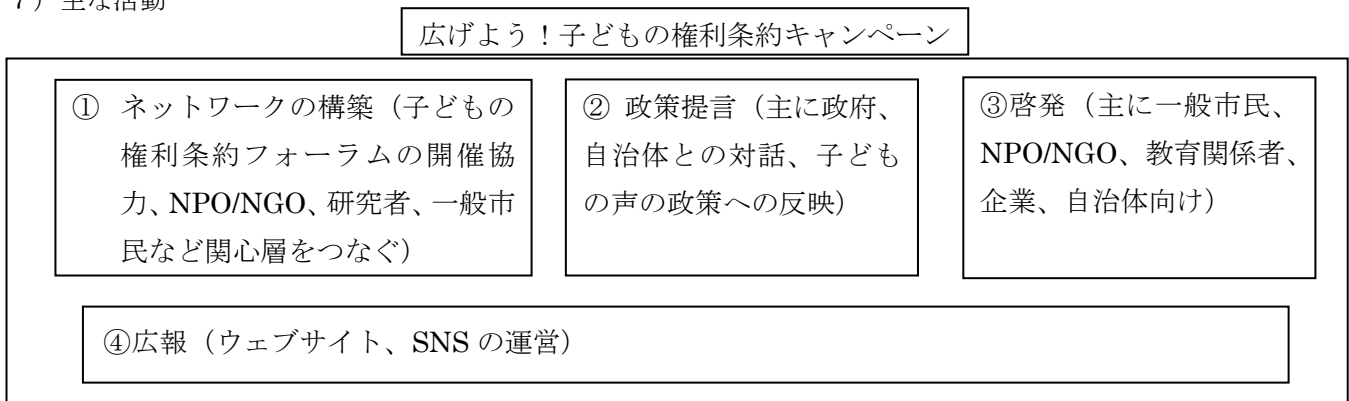 7）主な活動
広げよう！子どもの権利条約キャンペーン
① ネットワークの構築（子どもの
権利条約フォーラムの開催協
力、NPO/NGO、研究者、一般市
民など関心層をつなぐ）
② 政策提言（主に政府、
自治体との対話、子ども
の声の政策への反映）
③啓発（主に一般市民、
NPO/NGO、教育関係者、
企業、自治体向け）
④広報（ウェブサイト、SNS の運営）